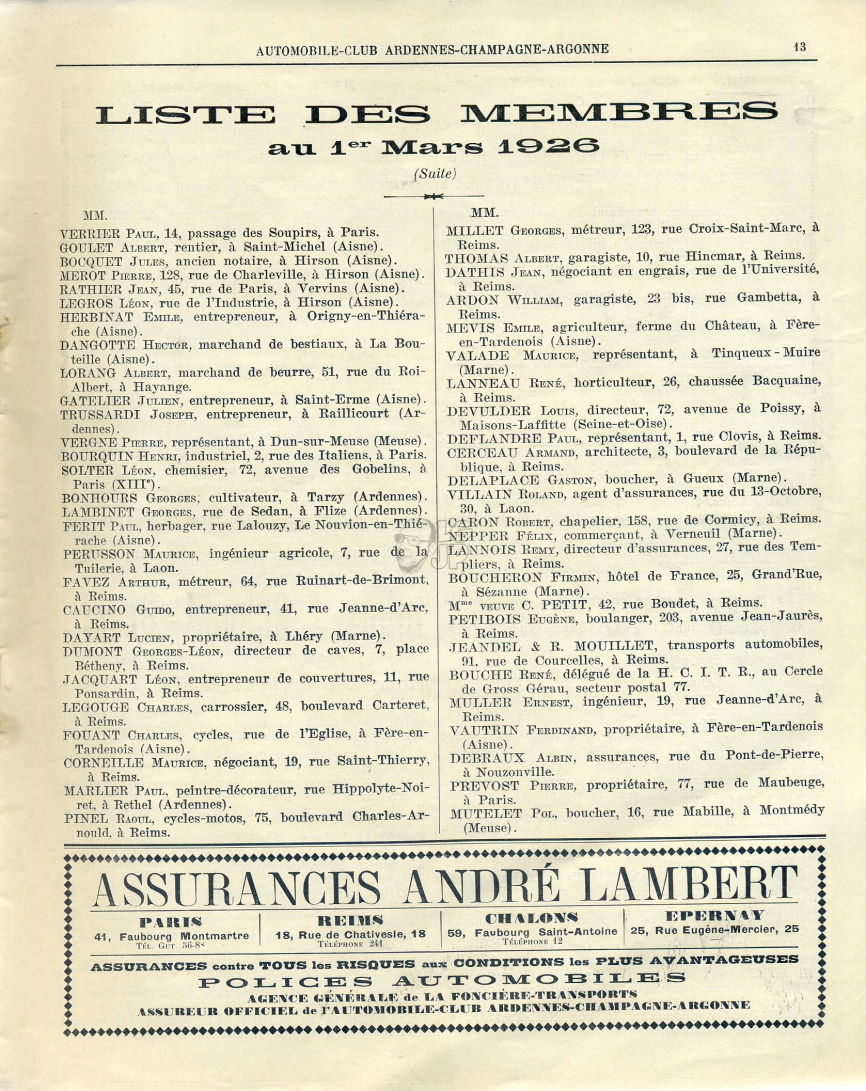 AUTOMOBILE-CLUB ARDENNES-CHAMPAGNE-ARGONNE 13
LISTE DES MEMBRES
au 1er Mars 1926
(Suite)
MM.
VERRIER PAUL, 14, passage des Soupirs, à Paris.
GOULET ALBERT, rentier, à Saint-Michel (Aisne).
BOCQUET JULES, ancien notaire, à Hirson (Aisne).
MEROT PIERRE, 128, rue de Charleville, à Hirson (Aisne).
RATHIER JEAN, 45, rue de Paris, à Vervins (Aisne).
LEGROS LÉON, rue de l'Industrie, à Hirson (Aisne).
HERBINAT EMILE, entrepreneur, à Origny-en-Thiéra-
che (Aisne).
DANGOTTE HECTOR, marchand de bestiaux, à La Bou-
teille (Aisne).
LORANG ALBERT, marchand de beurre, 51, rue du Roi-
Albert, à Hayange.
GATELIER JULIEN, entrepreneur, à Saint-Erme (Aisne).
TRUSSARDI JOSEPH, entrepreneur, à Raillicourt (Ar-
dennes).
VERGNE PIERRE, représentant, à Dun-sur-Meuse (Meuse).
BOURQUIN HENRI, industriel, 2, rue des Italiens, à Paris.
SOLTER LÉON, chemisier, 72, avenue des Gobelins, à
Paris (XIIIe).
BONHOURS GEORGES, cultivateur, à Tarzy (Ardennes).
LAMBINET GEORGES, rue de Sedan, à Flize (Ardennes).
FERIT PAUL, herbager, rue Lalouzy, Le Nouvion-en-Thié-
rache (Aisne).
PERUSSON MAURICE, ingénieur agricole, 7, rue de la
Tuilerie, à Laon.
FAVEZ ARTHUR, métreur, 64, rue Ruinart-de-Brimont,
à Reims.
CAUCINO GUIDO, entrepreneur, 41, rue Jeanne-d'Arc,
à Reims.
DAYART LUCIEN, propriétaire, à Lhéry (Marne).
DUMONT GEORGES-LÉON, directeur de caves, 7, place
Bétheny, à Reims.
JACQUART LÉON, entrepreneur de couvertures, 11, rue
Ponsardin, à Reims.
LEGOUGE CHARLES, carrossier, 48, boulevard Carteret,
à Reims.
FOUANT CHARLES, cycles, rue de l'Eglise, à Fère-en-
Tardenois (Aisne).
CORNEILLE MAURICE, négociant, 19, rue Saint-Thierry,
à Reims.
MARLIER PAUL, peintre-décorateur, rue Hippolyte-Noi-
ret, à Rethel (Ardennes).
PINEL RAOUL, cycles-motos, 75, boulevard Charles-Ar-
nould, à Reims.
MM.
MILLET GEORGES, métreur, 123, rue Croix-Saint-Marc, à
Reims.
THOMAS ALBERT, garagiste, 10, rue Hincmar, à Reims.
DATHIS JEAN, négociant en engrais, rue de l'Université,
à Reims.
ARDON WILLIAM, garagiste, 23 bis, rue Gambetta, à
Reims.
MEVIS EMILE, agriculteur, ferme du Château, à Fère-
en-Tardenois (Aisne).
VALADE MAURICE, représentant, à Tinqueux-Muire
(Marne).
LANNEAU RENÉ, horticulteur, 26, chaussée Bacquaine,
à Reims.
DEVULDER LOUIS, directeur, 72, avenue de Poissy, à
Maisons-Laffitte (Seine-et-Oise).
DEFLANDRE PAUL, représentant, 1, rue Clovis, à Reims.
CERCEAU ARMAND, architecte, 3, boulevard de la Répu-
blique, à Reims.
DELAPLACE GASTON, boucher, à Gueux (Marne).
VILLAIN ROLAND, agent d'assurances, rue du 13-Octobre,
30, à Laon.
CARON ROBERT, chapelier, 158, rue de Cormicy, à Reims.
NEPPER FÉLIX, commerçant, à Verneuil (Marne).
LANNOIS REMY, directeur d'assurances, 27, rue des Tem-
pliers, à Reims.
BOUCHERON FIRMIN, hôtel de France, 25, Grand'Rue,
à Sézanne (Marne).
Mme VEUVE C. PETIT, 42, rue Boudet, à Reims.
PETIBOIS EUGÈNE, boulanger, 203, avenue Jean-Jaurès,
à Reims.
JEANDEL & R. MOUILLET, transports automobiles,
91, rue de Courcelles, à Reims.
BOUCHE RENÉ, délégué de la H. C. I. T. R., au Cercle
de Gross Gérau, secteur postal 77.
MULLER ERNEST, ingénieur, 19, rue Jeanne-d'Arc, à
Reims.
VAUTRIN FERDINAND, propriétaire, à Fère-en-Tardenois
(Aisne).
DEBRAUX ALBIN, assurances, rue du Pont-de-Pierre,
à Nouzonville.
PREVOST PIERRE, propriétaire, 77, rue de Maubeuge,
à Paris.
MUTELET POL, boucher, 16, rue Mabille, à Montmédy
(Meuse).
ASSURANCES ANDRÉ LAMBERT
PARIS
41, Faubourg Montmartre
TÉL. GUT 56-88
REIMS
18, Rue de Chativesle, 18
TÉLÉPHONE 244
CHALONS
59, Faubourg Saint-Antoine
TÉLÉPHONE 12
EPERNAY
25, Rue Eugène-Mercier, 25
ASSURANCES contre TOUS les RISQUES aux CONDITIONS les PLUS AVANTAGEUSES
POLICES AUTOMOBILES
AGENCE GÉNÉRALE de LA FONCIÈRE-TRANSPORTS
ASSUREUR OFFICIEL de l'AUTOMOBILE-CLUB ARDENNES-CHAMPAGNE-ARGONNE